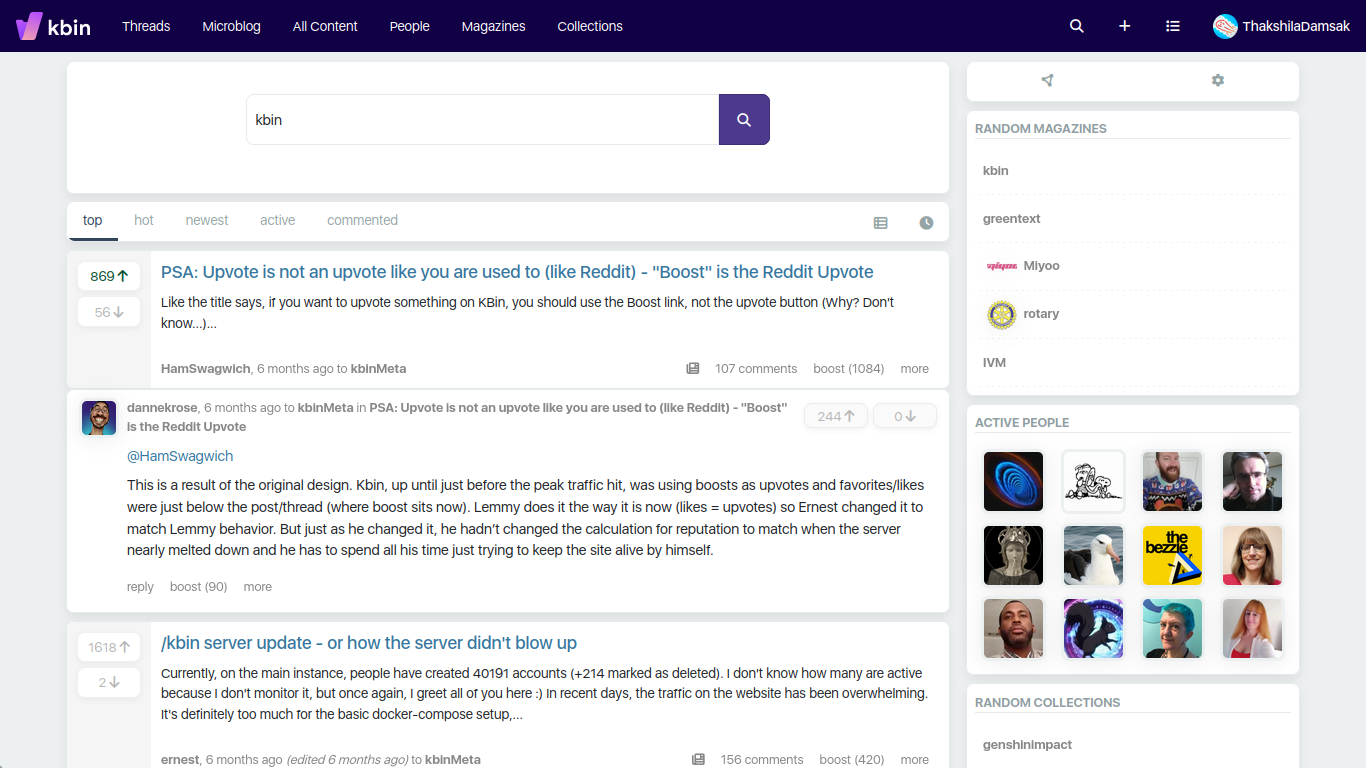 kbin Threads Microblog All Content People Magazines Collections ThakshilaDamsak
kbin
top hot newest active commented
869
56
PSA: Upvote is not an upvote like you are used to (like Reddit) - "Boost" is the Reddit Upvote
Like the title says, if you want to upvote something on KBin, you should use the Boost link, not the upvote button (Why? Don't
know...)...
HamSwagwich, 6 months ago to kbinMeta
107 comments boost (1084) more
dannekrose, 6 months ago to kbinMeta in PSA: Upvote is not an upvote like you are used to (like Reddit) - "Boost"
is the Reddit Upvote
244 0
@HamSwagwich
This is a result of the original design. Kbin, up until just before the peak traffic hit, was using boosts as upvotes and favorites/likes
were just below the post/thread (where boost sits now). Lemmy does it the way it is now (likes = upvotes) so Ernest changed it to
match Lemmy behavior. But just as he changed it, he hadn’t changed the calculation for reputation to match when the server
nearly melted down and he has to spend all his time just trying to keep the site alive by himself.
reply boost (90) more
1618
2
/kbin server update - or how the server didn't blow up
Currently, on the main instance, people have created 40191 accounts (+214 marked as deleted). I don't know how many are active
because I don't monitor it, but once again, I greet all of you here :) In recent days, the traffic on the website has been overwhelming.
It's definitely too much for the basic docker-compose setup,...
ernest, 6 months ago (edited 6 months ago) to kbinMeta
156 comments boost (420) more
RANDOM MAGAZINES
kbin
greentext
Miyoo
rotary
IVM
ACTIVE PEOPLE
the
bezzle
RANDOM COLLECTIONS
genshinimpact